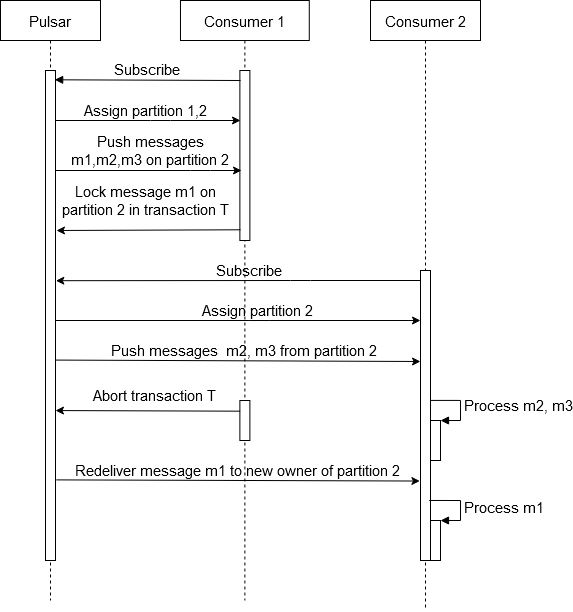 Pulsar
Consumer 1
Consumer 2
Subscribe
Assign partition 1,2
Push messages
m1,m2,m3 on partition 2
Lock message m1 on
partition 2 in transaction T
Subscribe
Assign partition 2
Push messages  m2, m3 from partition 2
Abort transaction T
Process m2, m3
Redeliver message m1 to new owner of partition 2
Process m1